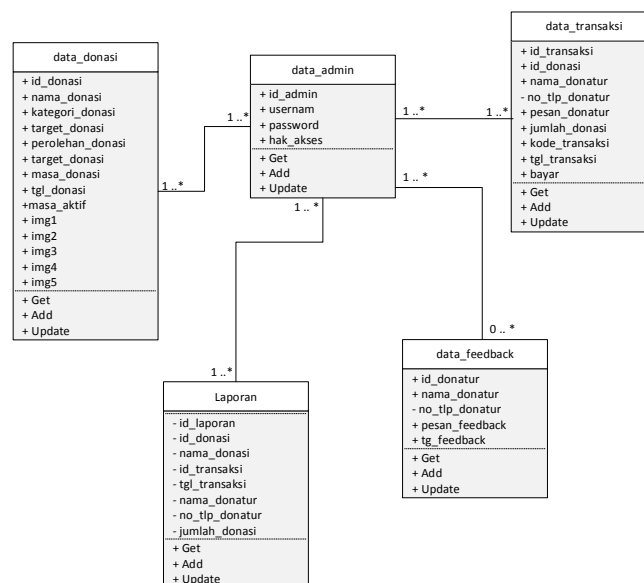 data_donasi
+ id_donasi
+ nama_donasi
+ kategori_donasi
+ target_donasi
+ perolehan_donasi
+ target_donasi
+ masa_donasi
+ tgl_donasi
+masa_aktif
+ img1
+ img2
+ img3
+ img4
+ img5
+ Get
+ Add
+ Update
1 ..*
1 ..*
data_admin
+ id_admin
+ usernam
+ password
+ hak_akses
+ Get
+ Add
+ Update
1 ..*
1 ..*
data_transaksi
+ id_transaksi
+ id_donasi
+ nama_donatur
- no_tlp_donatur
+ pesan_donatur
+ jumlah_donasi
+ kode_transaksi
+ tgl_transaksi
+ bayar
+ Get
+ Add
+ Update
1 .. *
1 .. *
1 .. *
0 .. *
Laporan
- id_laporan
- id_donasi
- nama_donasi
- id_transaksi
- tgl_transaksi
- nama_donatur
- no_tlp_donatur
- jumlah_donasi
+ Get
+ Add
+ Update
data_feedback
+ id_donatur
+ nama_donatur
- no_tlp_donatur
+ pesan_feedback
+ tg_feedback
+ Get
+ Add
+ Update